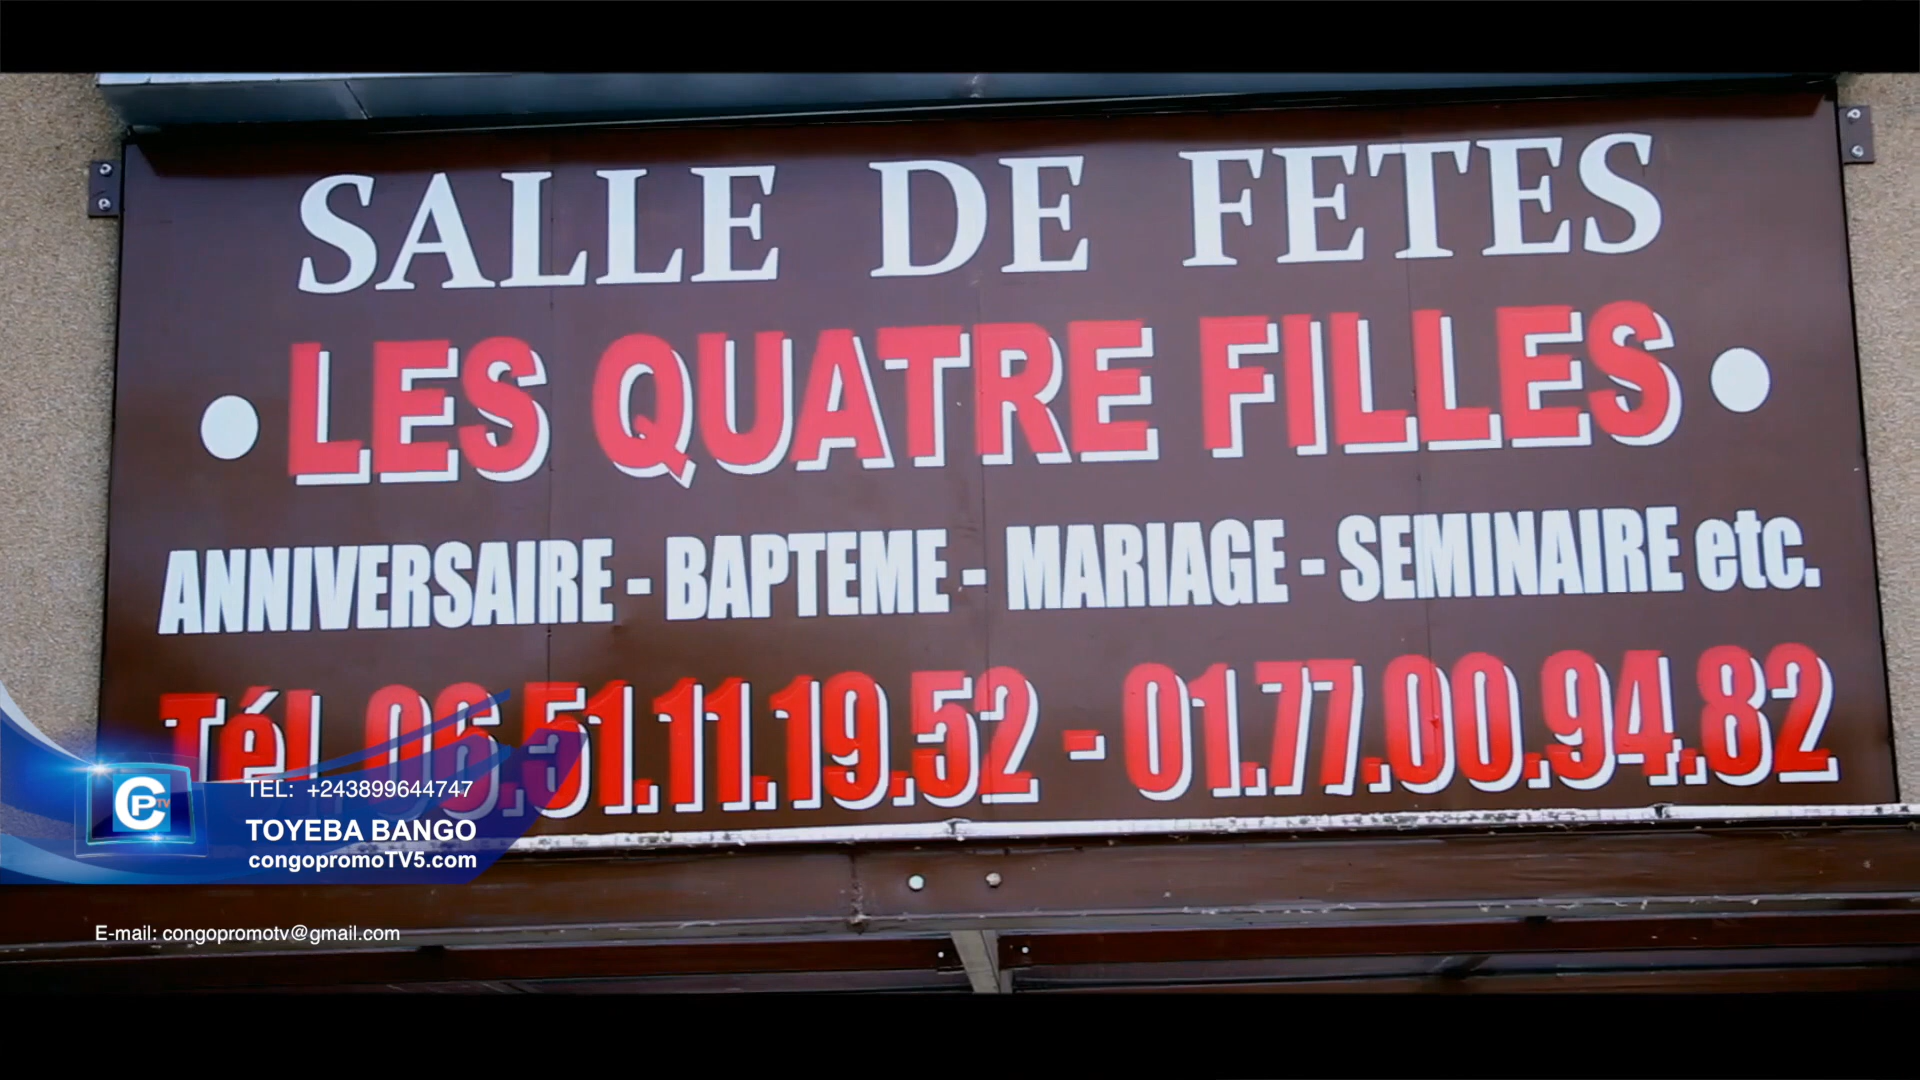 SALLE DE FETES
• LES QUATRE FILLES •
ANNIVERSAIRE - BAPTEME - MARIAGE - SEMINAIRE etc.
Tél 06.51.11.19.52 - 01.77.00.94.82
CPTV
TEL: +243899644747
TOYEBA BANGO
congopromoTV5.com
E-mail: congopromotv@gmail.com